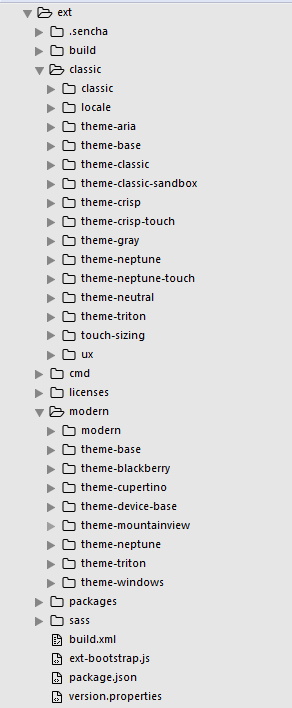 ext
.sencha
build
classic
classic
locale
theme-aria
theme-base
theme-classic
theme-classic-sandbox
theme-crisp
theme-crisp-touch
theme-gray
theme-neptune
theme-neptune-touch
theme-neutral
theme-triton
touch-sizing
ux
cmd
licenses
modern
modern
theme-base
theme-blackberry
theme-cupertino
theme-device-base
theme-mountainview
theme-neptune
theme-triton
theme-windows
packages
sass
build.xml
ext-bootstrap.js
package.json
version.properties